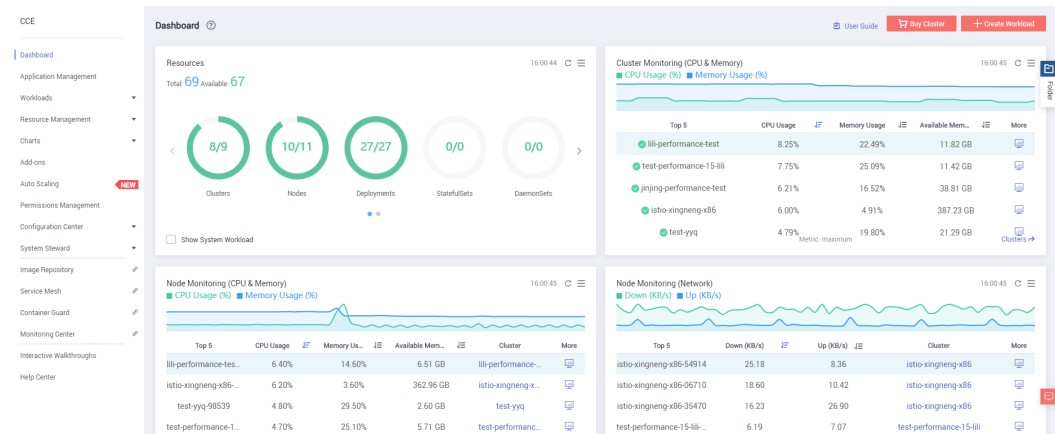 CCE
Dashboard
Application Management
Workloads
Resource Management
Charts
Add-ons
Auto Scaling NEW
Permissions Management
Configuration Center
System Steward
Image Repository
Service Mesh
Container Guard
Monitoring Center
Interactive Walkthroughs
Help Center
Dashboard
User Guide Buy Cluster Create Workload
Resources 16:00:44
Total: 69 Available: 67
8/9 10/11 27/27 0/0 0/0
Clusters Nodes Deployments StatefulSets DaemonSets
Show System Workload
Cluster Monitoring (CPU & Memory) 16:00:45
CPU Usage (%) Memory Usage (%)
Top 5 CPU Usage Memory Usage Available Mem... More
lili-performance-test 8.25% 22.49% 11.82 GB
test-performance-15-lili 7.75% 25.09% 11.42 GB
jinjing-performance-test 6.21% 16.52% 38.81 GB
istio-xingneng-x86 6.00% 4.91% 387.23 GB
test-yyq 4.79% 19.80% 21.29 GB
Metric: maximum Clusters
Folder
Node Monitoring (CPU & Memory) 16:00:45
CPU Usage (%) Memory Usage (%)
Top 5 CPU Usage Memory Us... Available Mem... Cluster More
lili-performance-tes... 6.40% 14.60% 6.51 GB lili-performance-...
istio-xingneng-x86-... 6.20% 3.60% 362.96 GB istio-xingneng-x...
test-yyq-98539 4.80% 29.50% 2.60 GB test-yyq
test-performance-1... 4.70% 25.10% 5.71 GB test-performanc...
Node Monitoring (Network) 16:00:45
Down (KB/s) Up (KB/s)
Top 5 Down (KB/s) Up (KB/s) Cluster More
istio-xingneng-x86-54914 25.18 8.36 istio-xingneng-x86
istio-xingneng-x86-06710 18.60 10.42 istio-xingneng-x86
istio-xingneng-x86-35470 16.23 26.90 istio-xingneng-x86
test-performance-15-lili-... 6.19 7.07 test-performance-15-lili